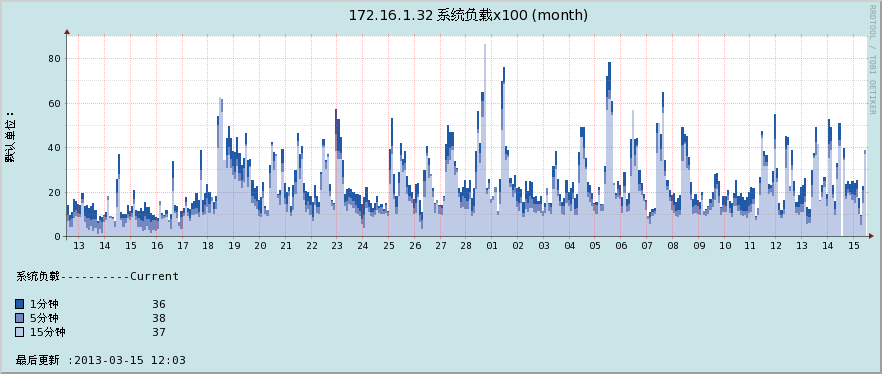 172.16.1.32 系统负载x100 (month)
RRDTOOL / TOBI OETIKER
默认单位：
80
60
40
20
0
13 14 15 16 17 18 19 20 21 22 23 24 25 26 27 28 01 02 03 04 05 06 07 08 09 10 11 12 13 14 15
系统负载----------Current
1分钟 36
5分钟 38
15分钟 37
最后更新 :2013-03-15 12:03